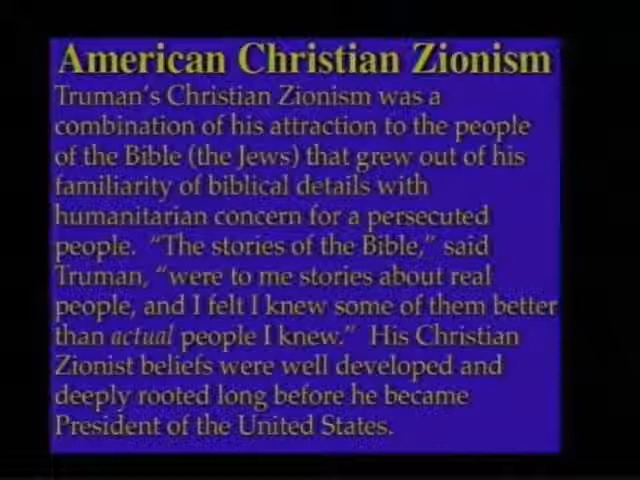 American Christian Zionism
Truman's Christian Zionism was a
combination of his attraction to the people
of the Bible (the Jews) that grew out of his
familiarity of biblical details with
humanitarian concern for a persecuted
people.  "The stories of the Bible," said
Truman, "were to me stories about real
people, and I felt I knew some of them better
than actual people I knew."  His Christian
Zionist beliefs were well developed and
deeply rooted long before he became
President of the United States.